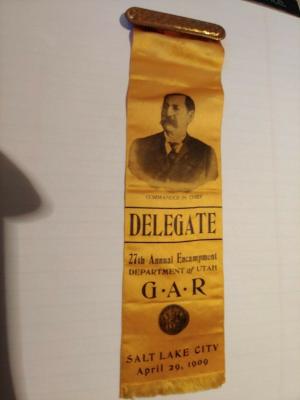 COMMANDER IN CHIEF
DELEGATE
27th Annual Encampment
DEPARTMENT of UTAH
G·A·R
SALT LAKE CITY
April 29, 1909